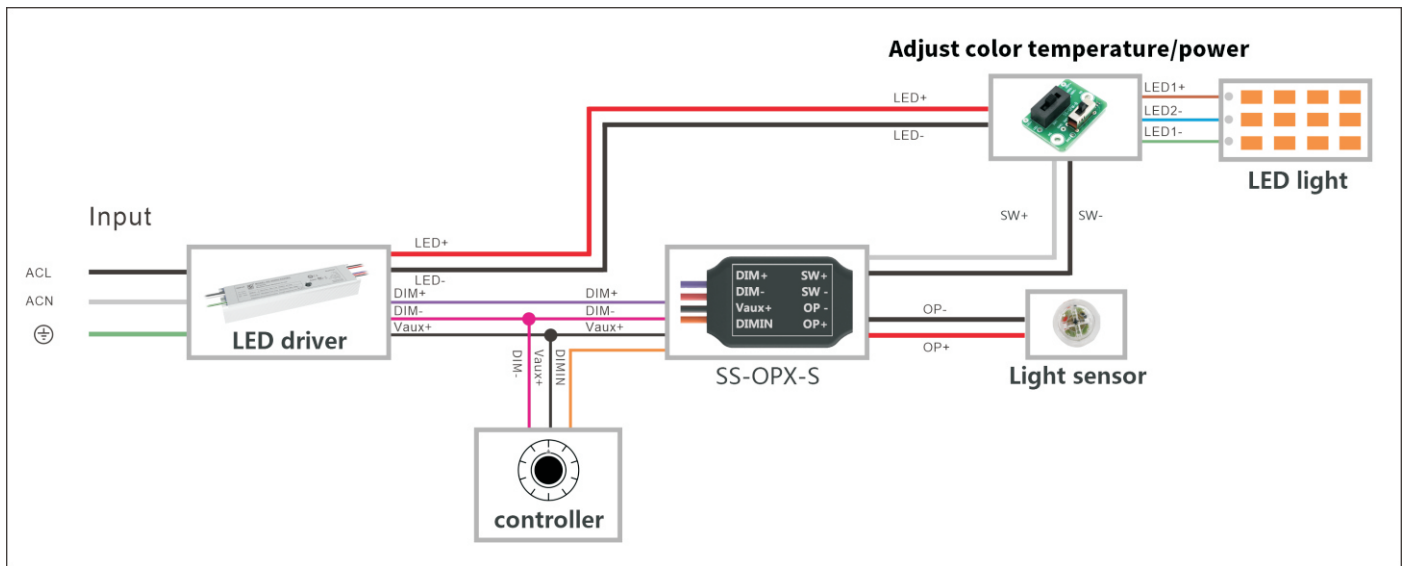 Adjust color temperature/power
LED+
LED-
LED1+
LED2-
LED1-
LED light
SW+
SW-
Input
ACL
ACN
LED driver
LED+
LED-
DIM+
DIM-
Vaux+
DIM+
DIM-
Vaux+
DIM-
Vaux+
DIMIN
DIM+ SW+
DIM- SW -
Vaux+ OP -
DIMIN OP+
SS-OPX-S
OP-
OP+
Light sensor
controller